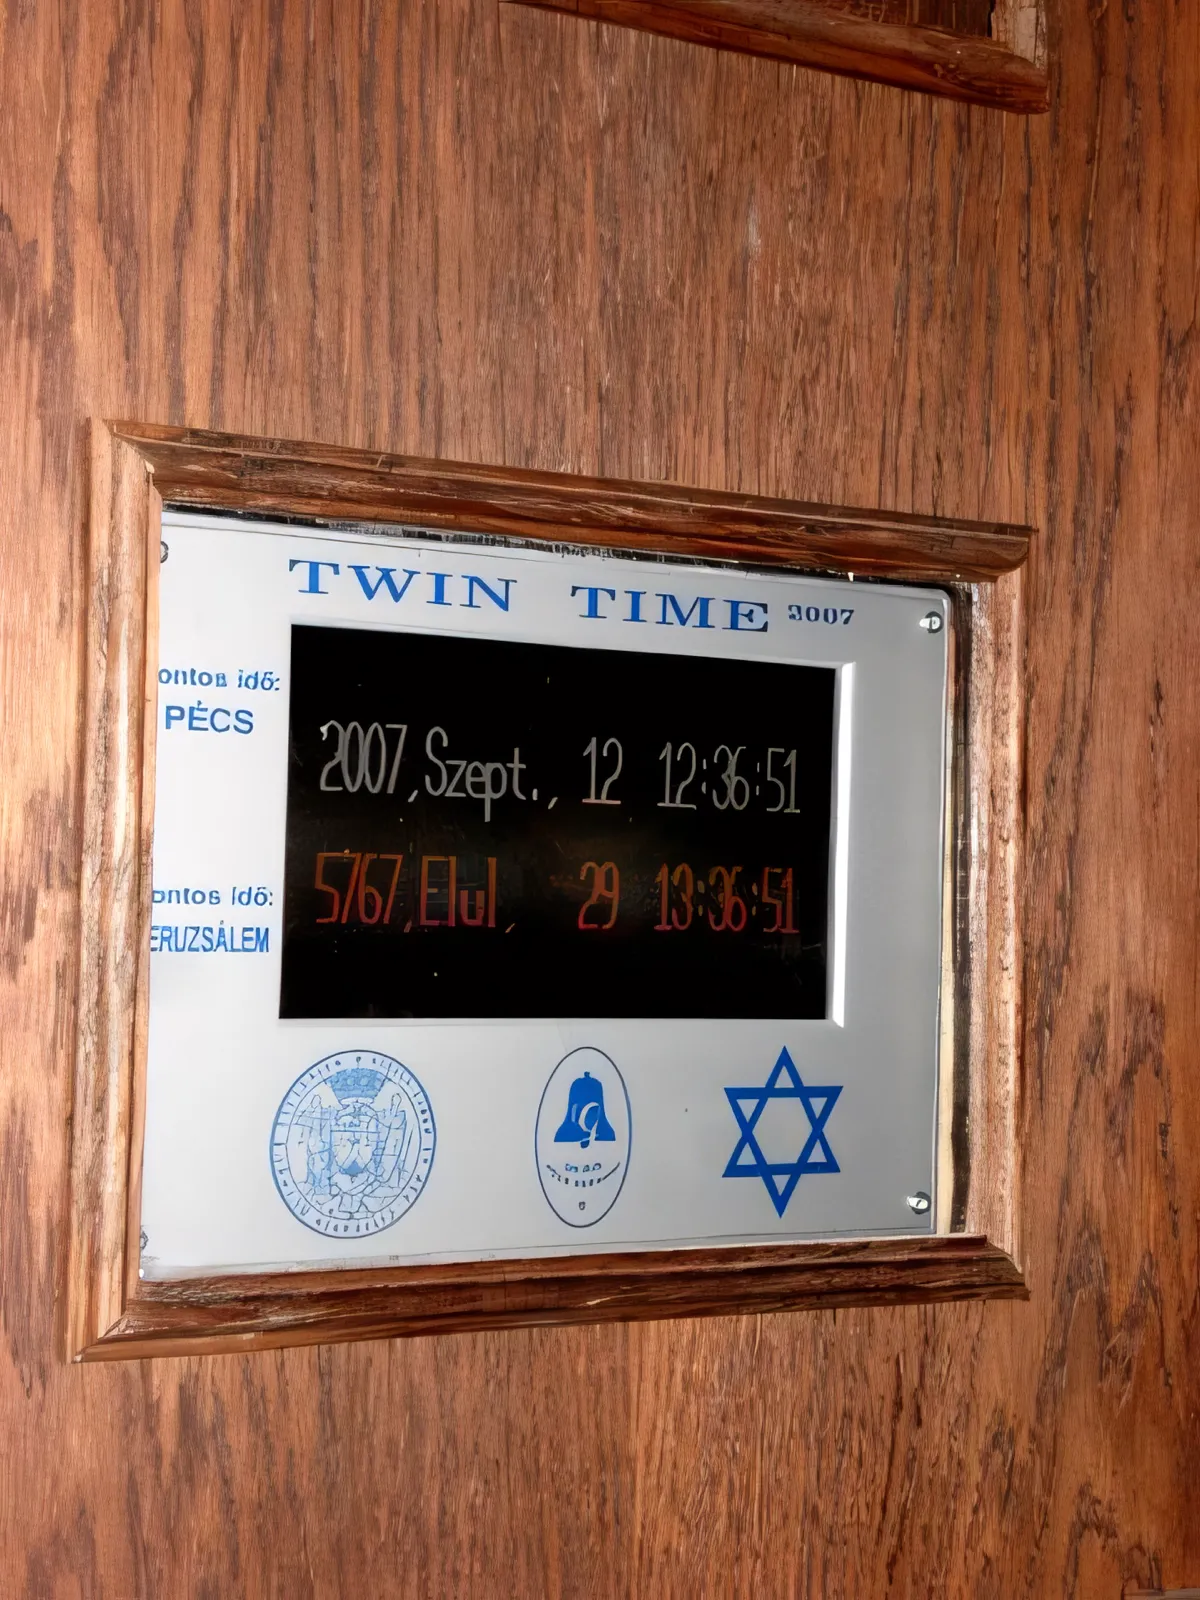 TWIN TIME 2007
ontos idő:
PÉCS
2007, Szept., 12 12:36:51
ontos idő:
ERUZSÁLEM
5767, Elul, 29 13:36:51